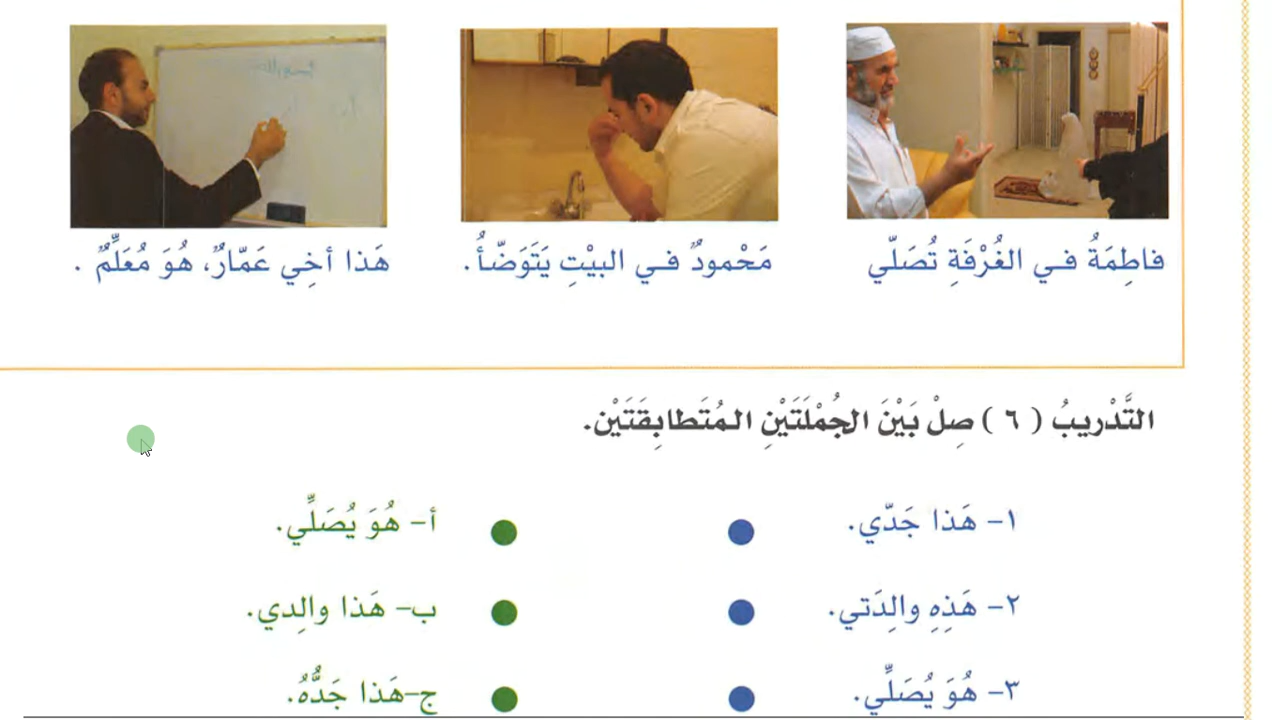 فاطِمَةُ في الغُرْفَةِ تُصَلّي
مَحْمودٌ في البيْتِ يَتَوَضّأُ.
هَذا أخِي عَمّارٌ، هُوَ مُعَلِّمٌ .
التَّدْريبُ ( ٦ ) صِلْ بَيْنَ الجُمْلَتَيْنِ المُتَطابِقَتَيْن.
١- هَذا جَدّي.
أ- هُوَ يُصَلِّي.
٢- هَذِهِ والِدَتي.
ب- هَذا والِدي.
٣- هُوَ يُصَلِّي.
ج-هَذا جَدُّهُ.